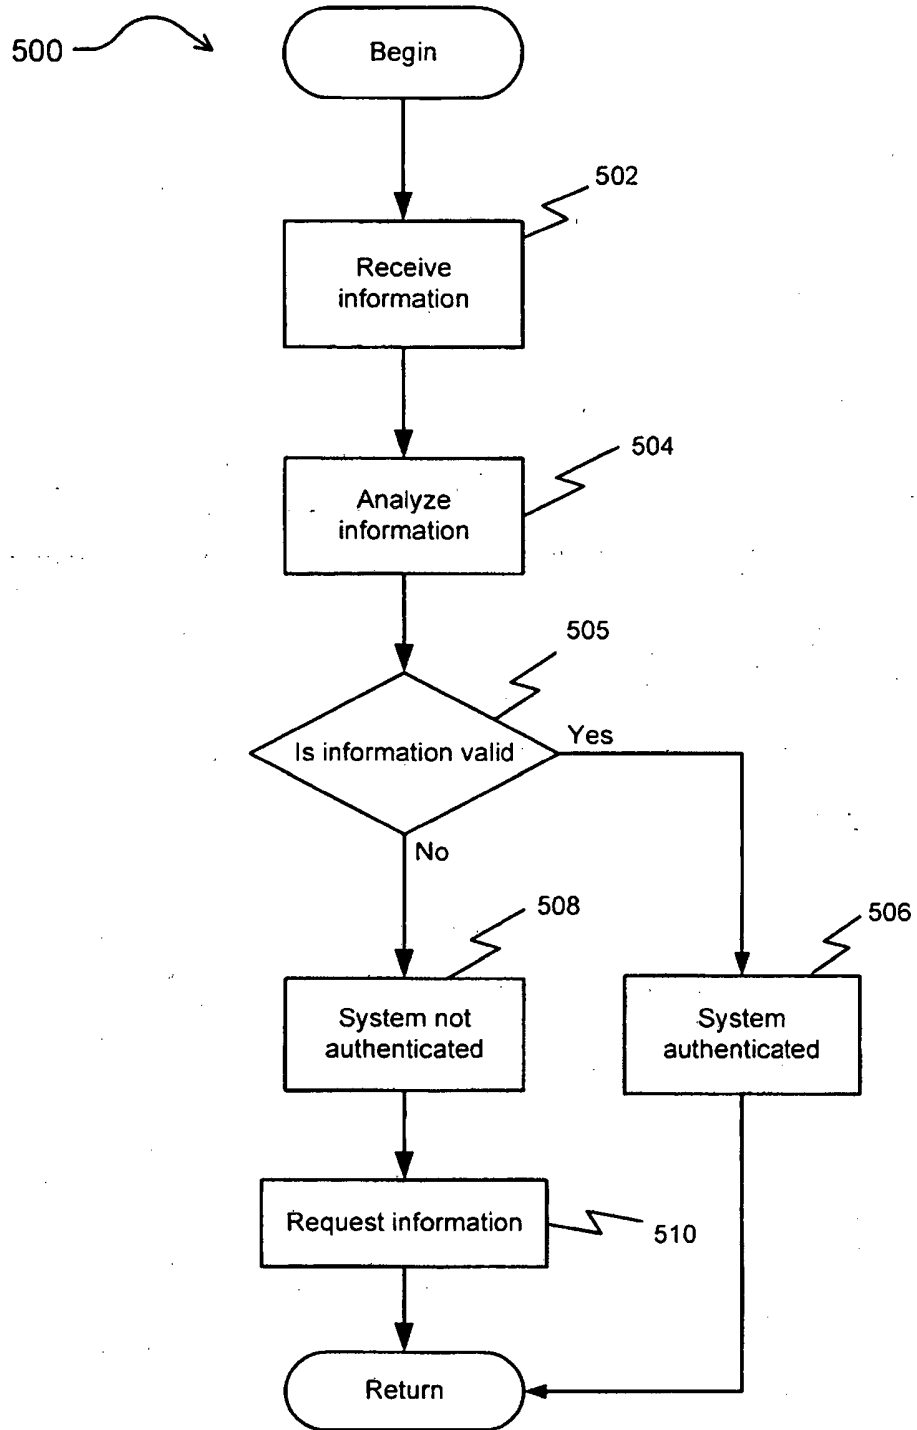 500
Begin
502
Receive
information
504
Analyze
information
505
Is information valid
Yes
No
508
506
System not
authenticated
System
authenticated
Request information
510
Return